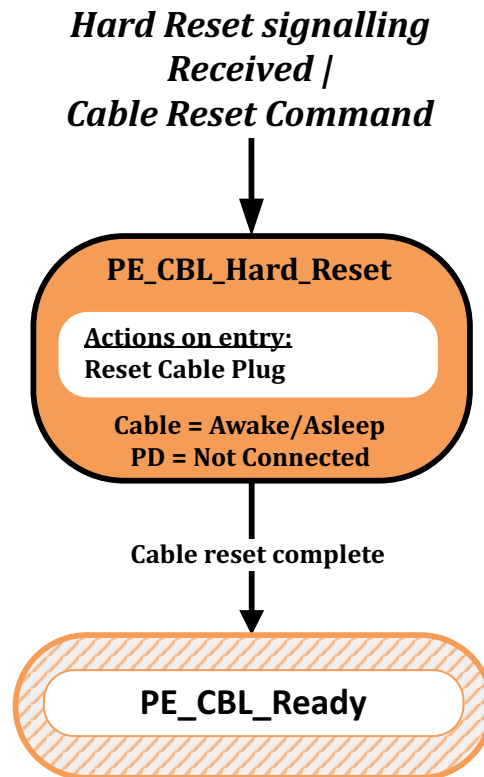 Hard Reset signalling
Received |
Cable Reset Command
PE_CBL_Hard_Reset
Actions on entry:
Reset Cable Plug
Cable = Awake/Asleep
PD = Not Connected
Cable reset complete
PE_CBL_Ready